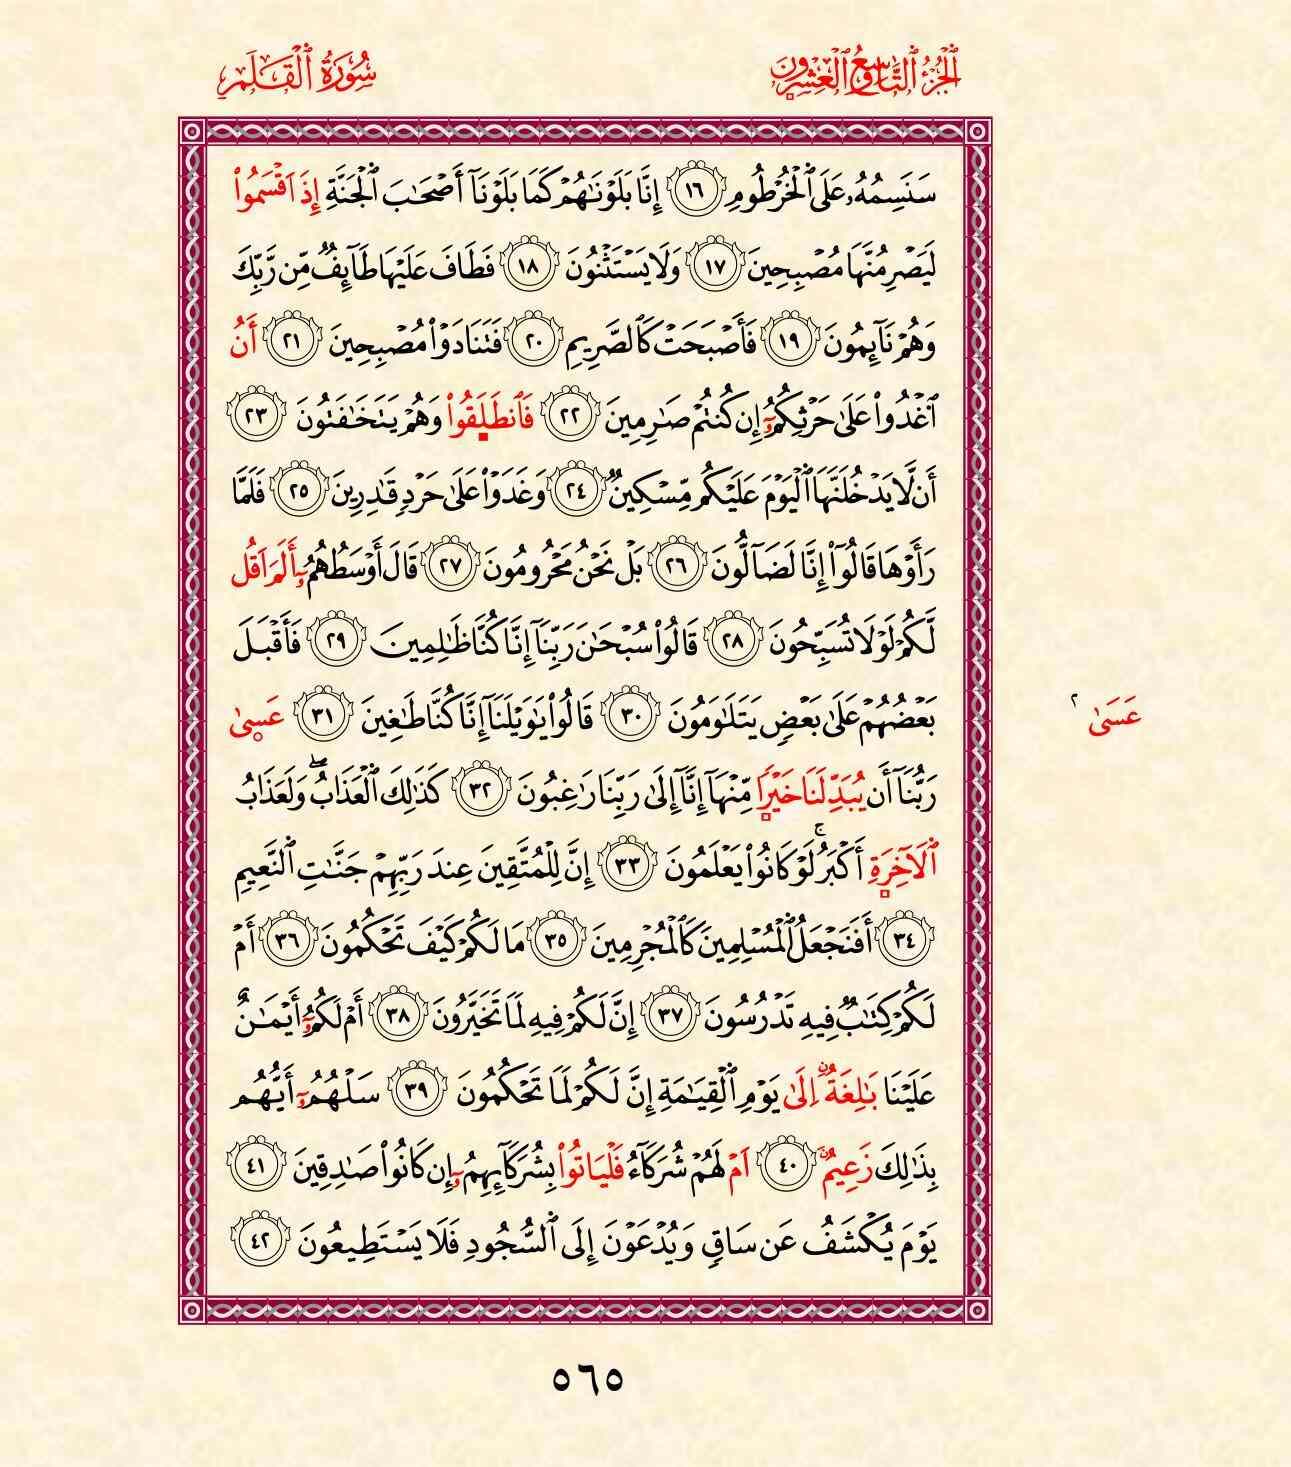 الجُزْءُ ٱلتَّاسِعُ ٱلْعِشْرُونَ
سُورَةُ ٱلْقَلَمِ
سَنَسِمُهُۥ عَلَى ٱلْخُرْطُومِ ١٦ إِنَّا بَلَوْنَٰهُمْ كَمَا بَلَوْنَآ أَصْحَٰبَ ٱلْجَنَّةِ إِذَ اَقْسَمُوا۟
لَيَصْرِمُنَّهَا مُصْبِحِينَ ١٧ وَلَا يَسْتَثْنُونَ ١٨ فَطَافَ عَلَيْهَا طَآئِفٌ مِّن رَّبِّكَ
وَهُمْ نَآئِمُونَ ١٩ فَأَصْبَحَتْ كَٱلصَّرِيمِ ٢٠ فَتَنَادَوْا۟ مُصْبِحِينَ ٢١ أَنُ
ٱغْدُوا۟ عَلَىٰ حَرْثِكُمُۥٓ إِن كُنتُمْ صَٰرِمِينَ ٢٢ فَٱنطَلَقُوا۟ وَهُمْ يَتَخَٰفَتُونَ ٢٣
أَن لَّا يَدْخُلَنَّهَا ٱلْيَوْمَ عَلَيْكُم مِّسْكِينٌ ٢٤ وَغَدَوْا۟ عَلَىٰ حَرْدٍ قَٰدِرِينَ ٢٥ فَلَمَّا
رَأَوْهَا قَالُوٓا۟ إِنَّا لَضَآلُّونَ ٢٦ بَلْ نَحْنُ مَحْرُومُونَ ٢٧ قَالَ أَوْسَطُهُمُۥٓ أَلَمَ اَقُل
لَّكُمْ لَوْلَا تُسَبِّحُونَ ٢٨ قَالُوا۟ سُبْحَٰنَ رَبِّنَآ إِنَّا كُنَّا ظَٰلِمِينَ ٢٩ فَأَقْبَلَ
بَعْضُهُمْ عَلَىٰ بَعْضٍ يَتَلَٰوَمُونَ ٣٠ قَالُوا۟ يَٰوَيْلَنَآ إِنَّا كُنَّا طَٰغِينَ ٣١ عَسىٰ
عَسَىٰ ٢
رَبُّنَآ أَن يُبَدِّلَنَا خَيْرًا مِّنْهَآ إِنَّآ إِلَىٰ رَبِّنَا رَٰغِبُونَ ٣٢ كَذَٰلِكَ ٱلْعَذَابُ ۖ وَلَعَذَابُ
ٱلَاخِرَةِ أَكْبَرُ ۚ لَوْ كَانُوا۟ يَعْلَمُونَ ٣٣ إِنَّ لِلْمُتَّقِينَ عِندَ رَبِّهِمْ جَنَّٰتِ ٱلنَّعِيمِ
٣٤ أَفَنَجْعَلُ ٱلْمُسْلِمِينَ كَٱلْمُجْرِمِينَ ٣٥ مَا لَكُمْ كَيْفَ تَحْكُمُونَ ٣٦ أَمْ
لَكُمْ كِتَٰبٌ فِيهِ تَدْرُسُونَ ٣٧ إِنَّ لَكُمْ فِيهِ لَمَا تَخَيَّرُونَ ٣٨ أَمْ لَكُمُۥٓ أَيْمَٰنٌ
عَلَيْنَا بَٰلِغَةٌ اِلَىٰ يَوْمِ ٱلْقِيَٰمَةِ إِنَّ لَكُمْ لَمَا تَحْكُمُونَ ٣٩ سَلْهُمُۥٓ أَيُّهُم
بِذَٰلِكَ زَعِيمٌ ٤٠ اَمْ لَهُمْ شُرَكَآءُ فَلْيَاتُوا۟ بِشُرَكَآئِهِمُۥٓ إِن كَانُوا۟ صَٰدِقِينَ ٤١
يَوْمَ يُكْشَفُ عَن سَاقٍ وَيُدْعَوْنَ إِلَى ٱلسُّجُودِ فَلَا يَسْتَطِيعُونَ ٤٢
٥٦٥